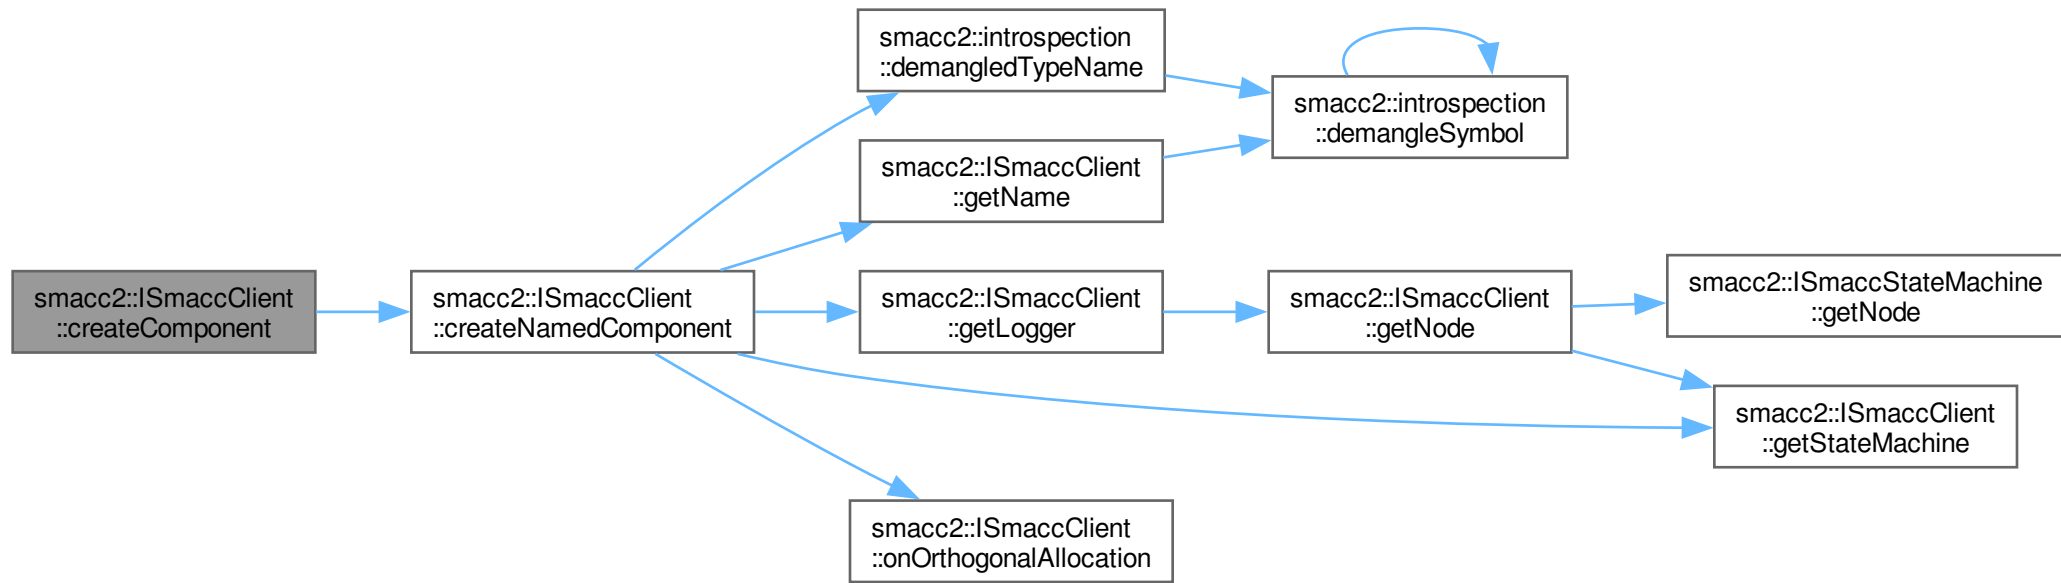 smacc2::introspection
::demangledTypeName
smacc2::introspection
::demangleSymbol
smacc2::ISmaccClient
::getName
smacc2::ISmaccClient
::createComponent
smacc2::ISmaccClient
::createNamedComponent
smacc2::ISmaccClient
::getLogger
smacc2::ISmaccClient
::getNode
smacc2::ISmaccStateMachine
::getNode
smacc2::ISmaccClient
::getStateMachine
smacc2::ISmaccClient
::onOrthogonalAllocation